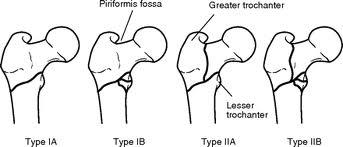 Piriformis fossa
Greater trochanter
Lesser
trochanter
Type IA
Type IB
Type IIA
Type IIB